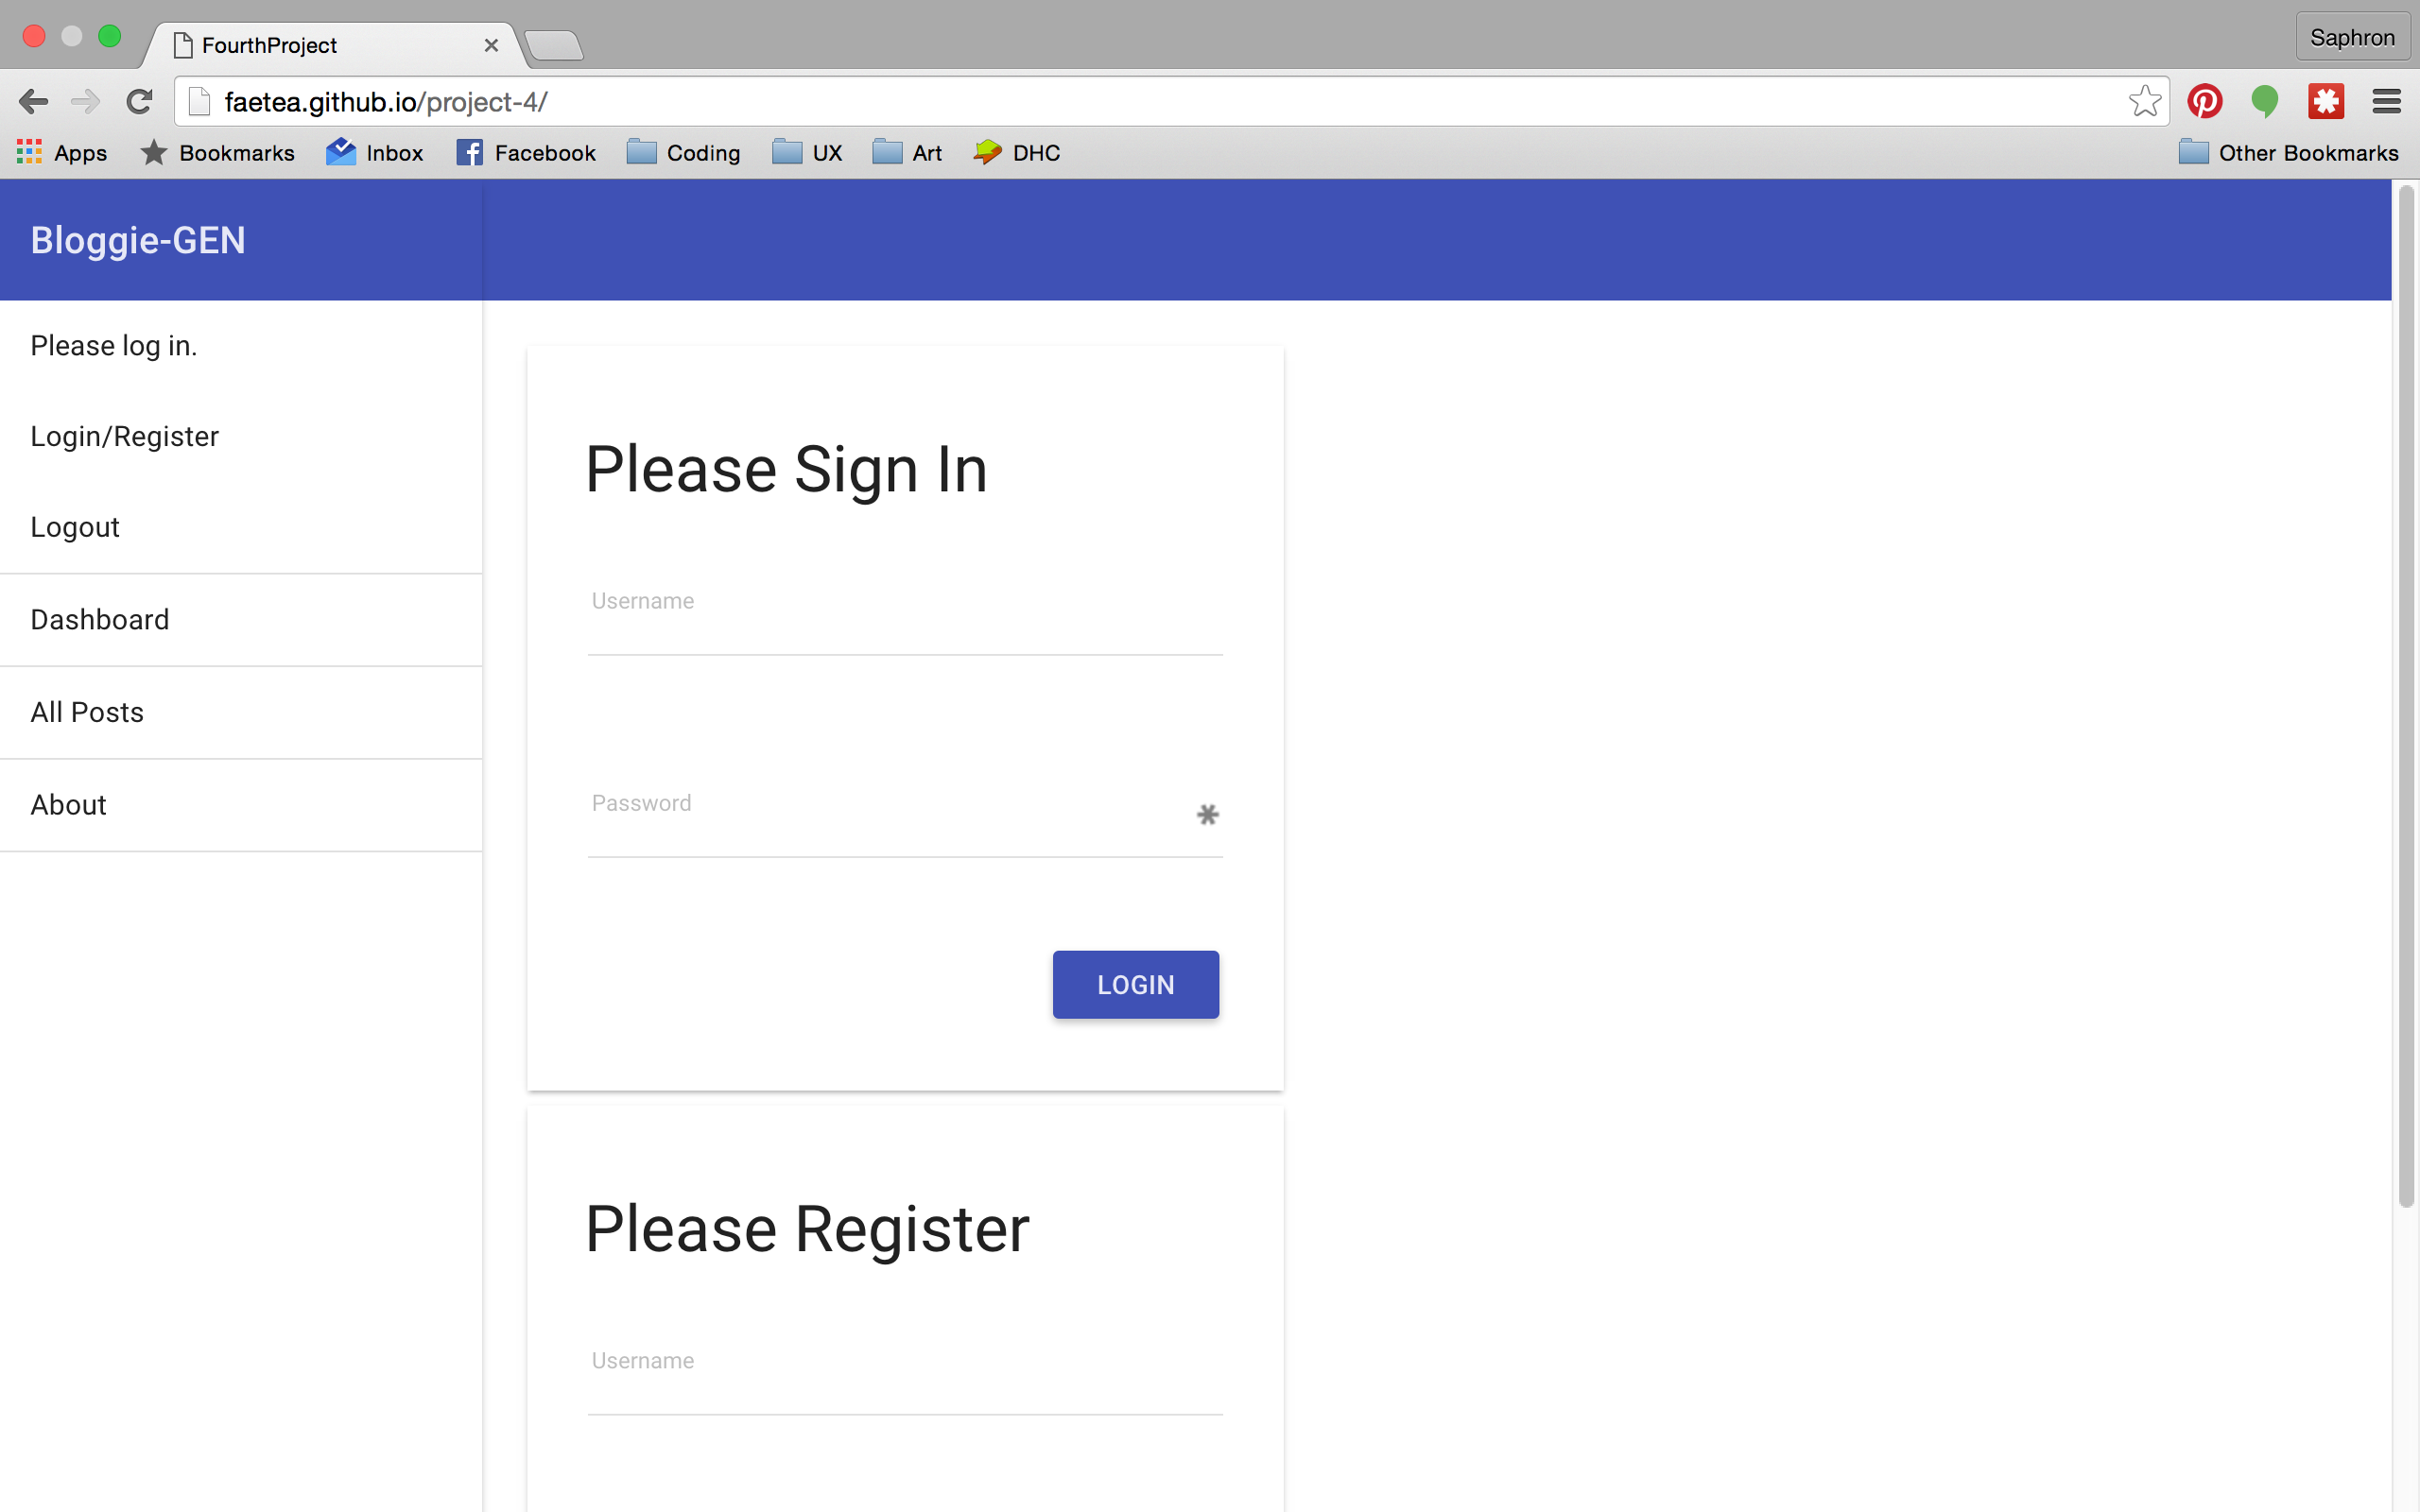 FourthProject
Saphron
faetea.github.io/project-4/
Apps Bookmarks Inbox Facebook Coding UX Art DHC Other Bookmarks
Bloggie-GEN
Please log in.
Login/Register
Logout
Dashboard
All Posts
About
Please Sign In
Username
Password
LOGIN
Please Register
Username